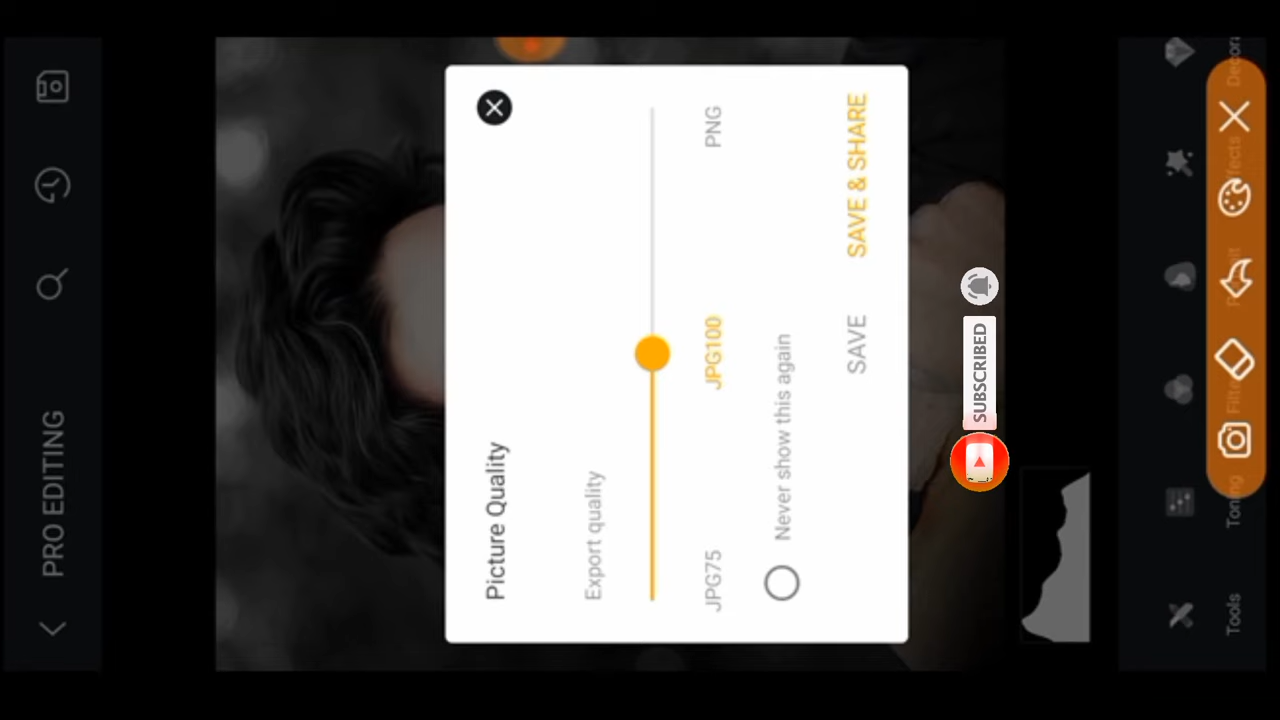 PRO EDITING
Picture Quality
Export quality
JPG75
JPG100
PNG
Never show this again
SAVE
SAVE & SHARE
SUBSCRIBED
Tools
Toning